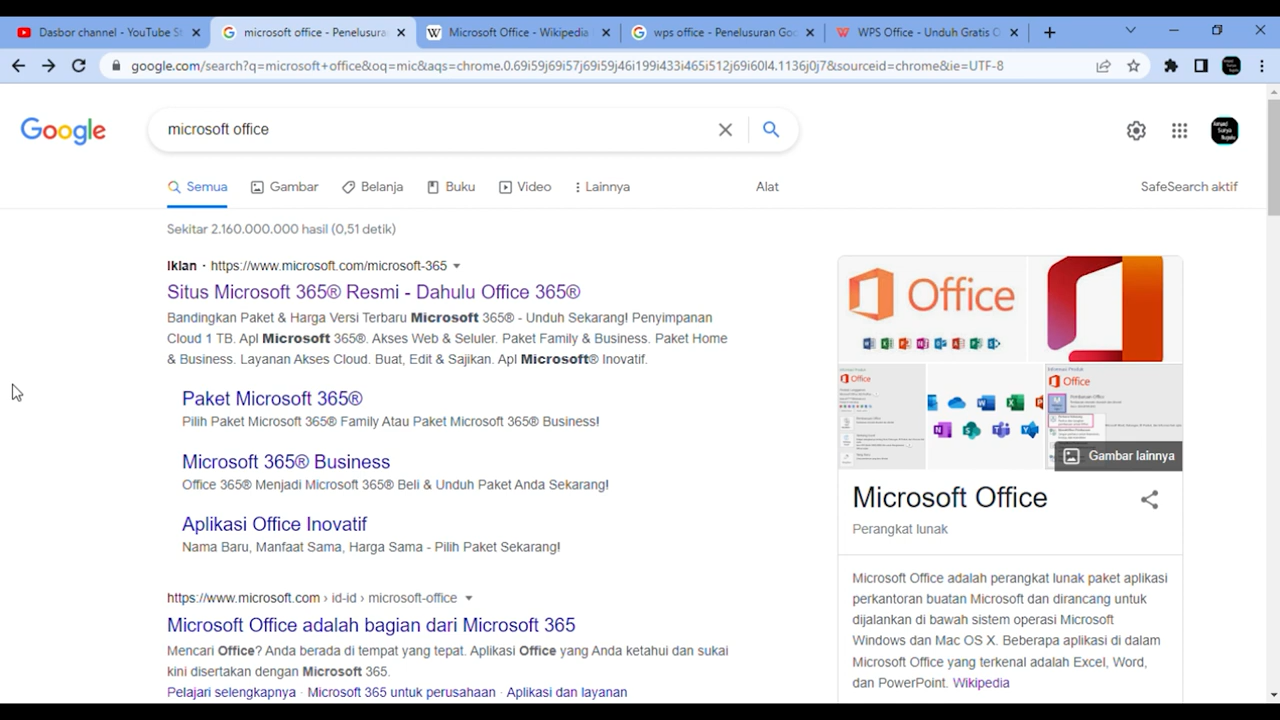 Dasbor channel - YouTube S
microsoft office - Penelusura
Microsoft Office - Wikipedia
wps office - Penelusuran Goo
WPS Office - Unduh Gratis O
google.com/search?q=microsoft+office&oq=mic&aqs=chrome.0.69i59j69i57j69i59j46i199i433i465i512j69i60l4.1136j0j7&sourceid=chrome&ie=UTF-8
Google
microsoft office
Semua
Gambar
Belanja
Buku
Video
Lainnya
Alat
SafeSearch aktif
Sekitar 2.160.000.000 hasil (0,51 detik)
Iklan · https://www.microsoft.com/microsoft-365
Situs Microsoft 365® Resmi - Dahulu Office 365®
Bandingkan Paket & Harga Versi Terbaru Microsoft 365® - Unduh Sekarang! Penyimpanan
Cloud 1 TB. Apl Microsoft 365®. Akses Web & Seluler. Paket Family & Business. Paket Home
& Business. Layanan Akses Cloud. Buat, Edit & Sajikan. Apl Microsoft® Inovatif.
Paket Microsoft 365®
Pilih Paket Microsoft 365® Family, atau Paket Microsoft 365® Business!
Microsoft 365® Business
Office 365® Menjadi Microsoft 365® Beli & Unduh Paket Anda Sekarang!
Aplikasi Office Inovatif
Nama Baru, Manfaat Sama, Harga Sama - Pilih Paket Sekarang!
https://www.microsoft.com › id-id › microsoft-office
Microsoft Office adalah bagian dari Microsoft 365
Mencari Office? Anda berada di tempat yang tepat. Aplikasi Office yang Anda ketahui dan sukai
kini disertakan dengan Microsoft 365.
Pelajari selengkapnya · Microsoft 365 untuk perusahaan · Aplikasi dan layanan
Office
Office
Office
Gambar lainnya
Microsoft Office
Perangkat lunak
Microsoft Office adalah perangkat lunak paket aplikasi
perkantoran buatan Microsoft dan dirancang untuk
dijalankan di bawah sistem operasi Microsoft
Windows dan Mac OS X. Beberapa aplikasi di dalam
Microsoft Office yang terkenal adalah Excel, Word,
dan PowerPoint. Wikipedia